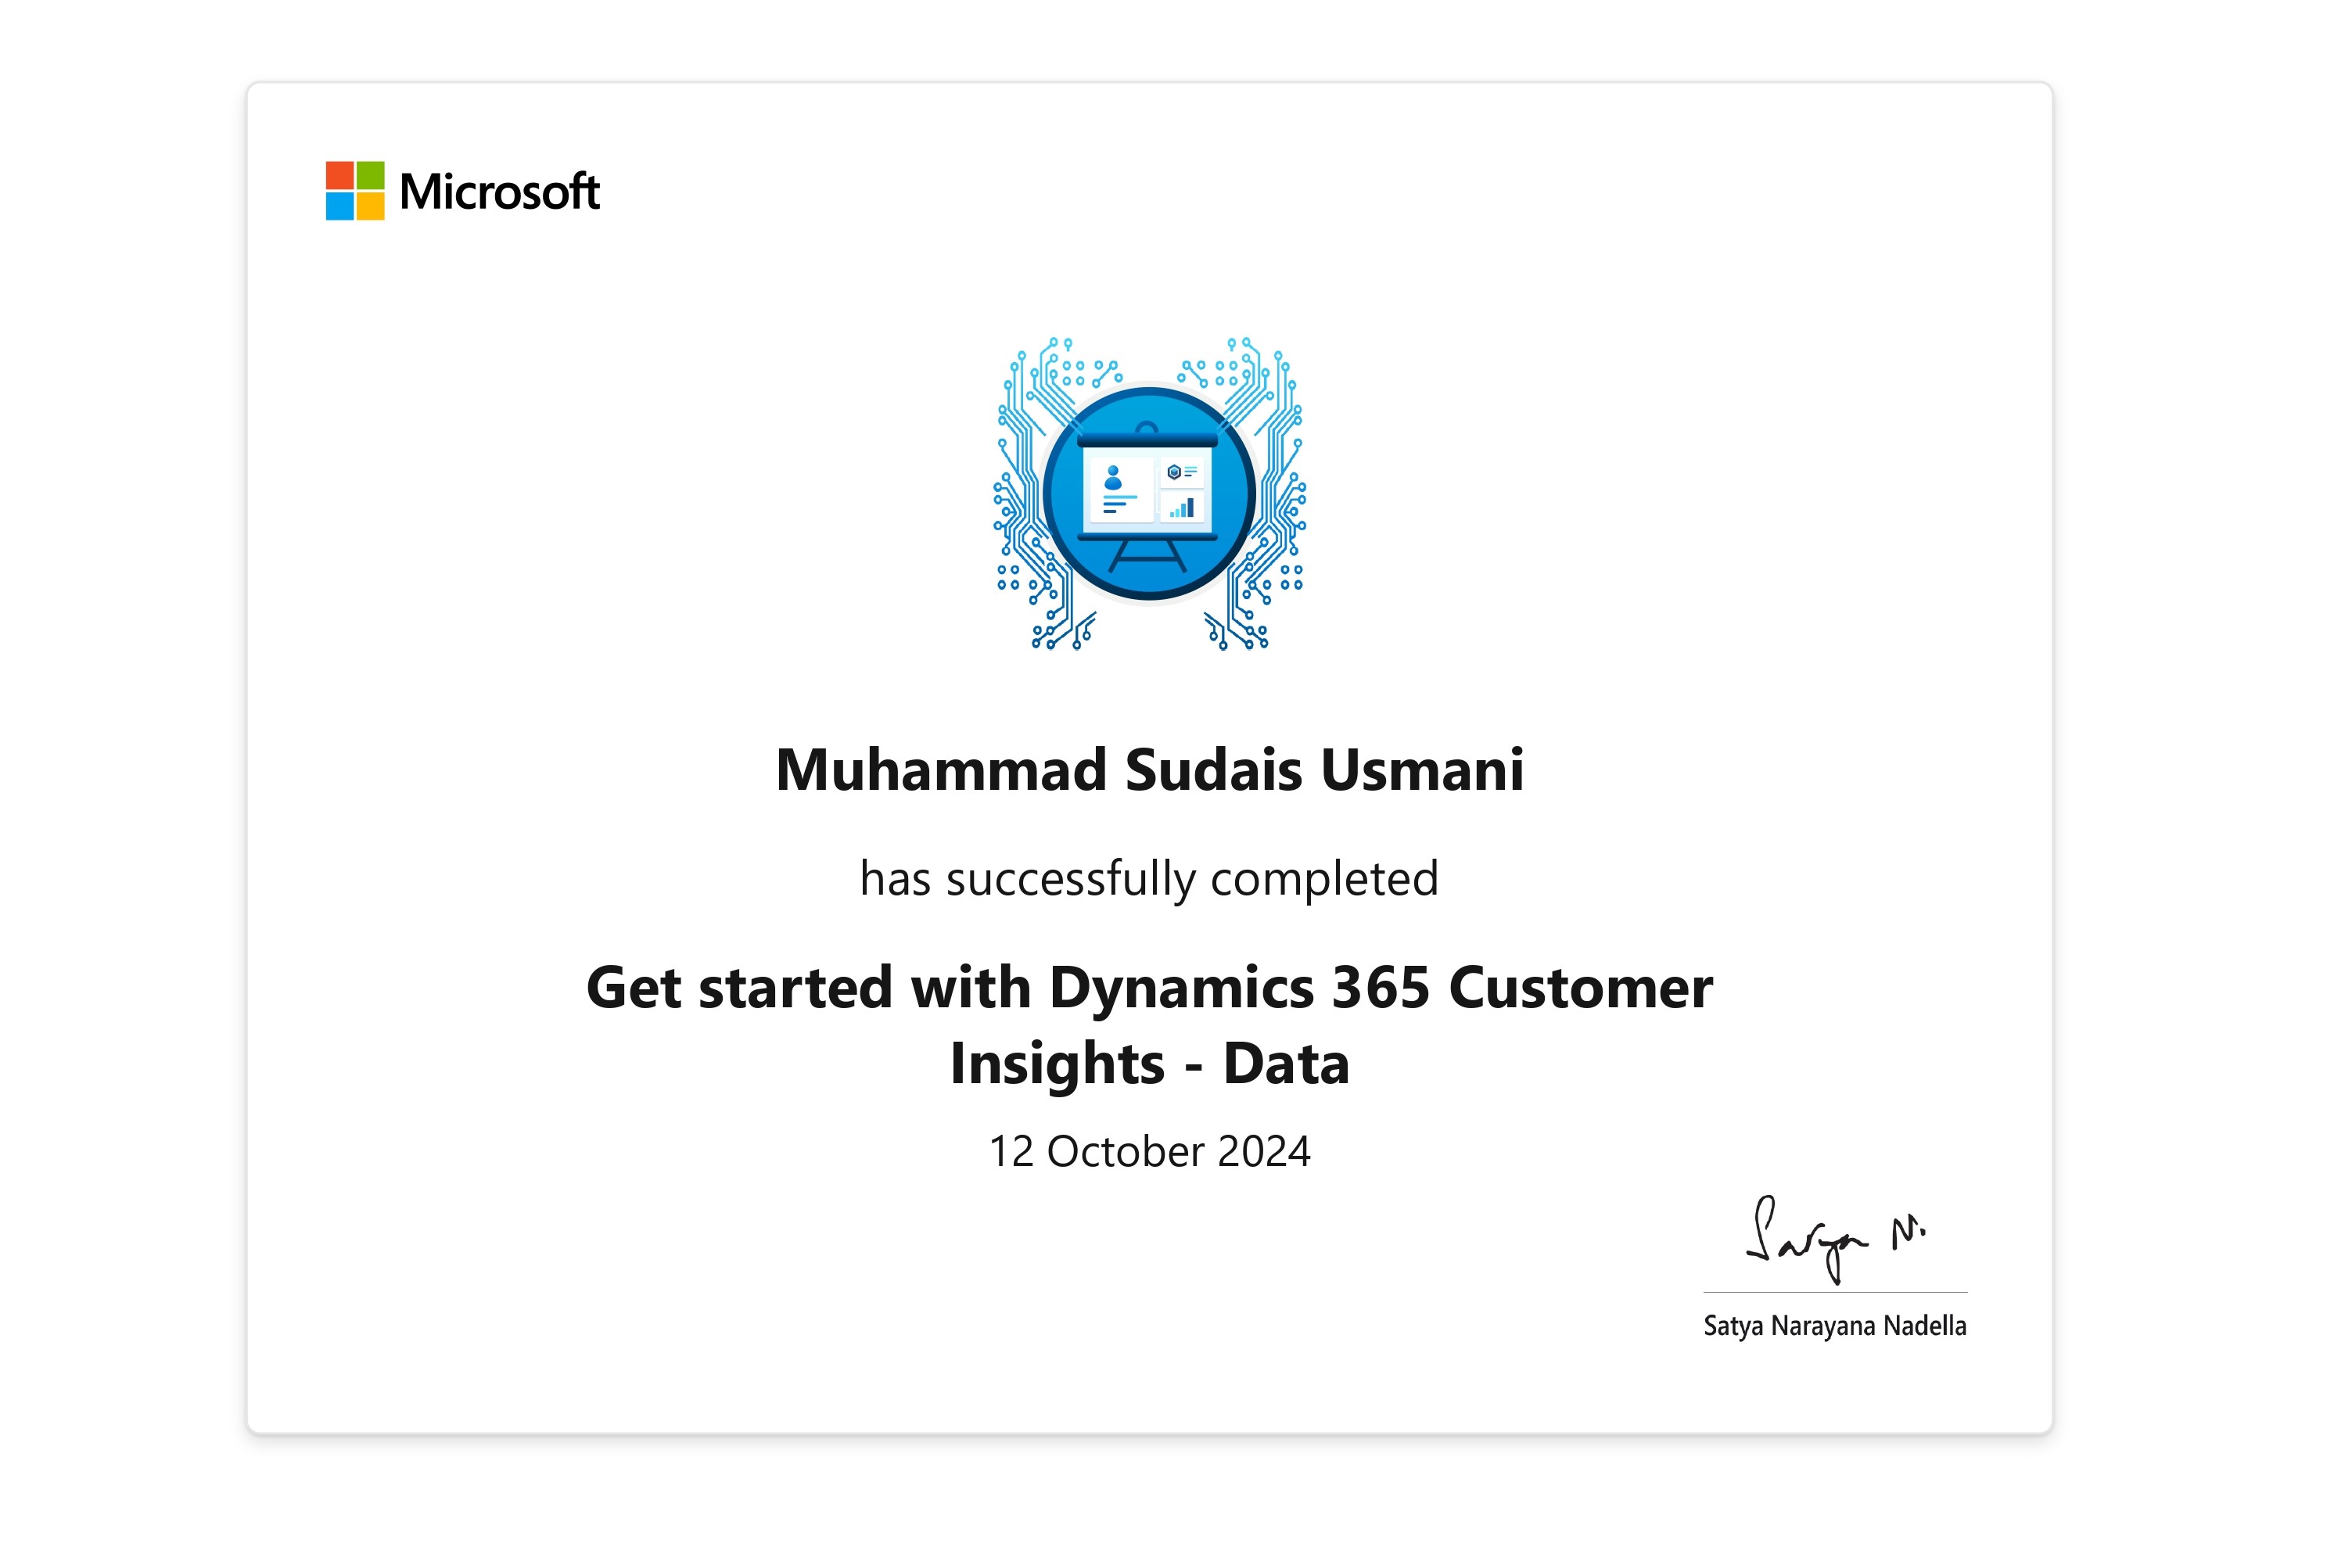 Microsoft
Muhammad Sudais Usmani
has successfully completed
Get started with Dynamics 365 Customer
Insights - Data
12 October 2024
Satya N.
Satya Narayana Nadella